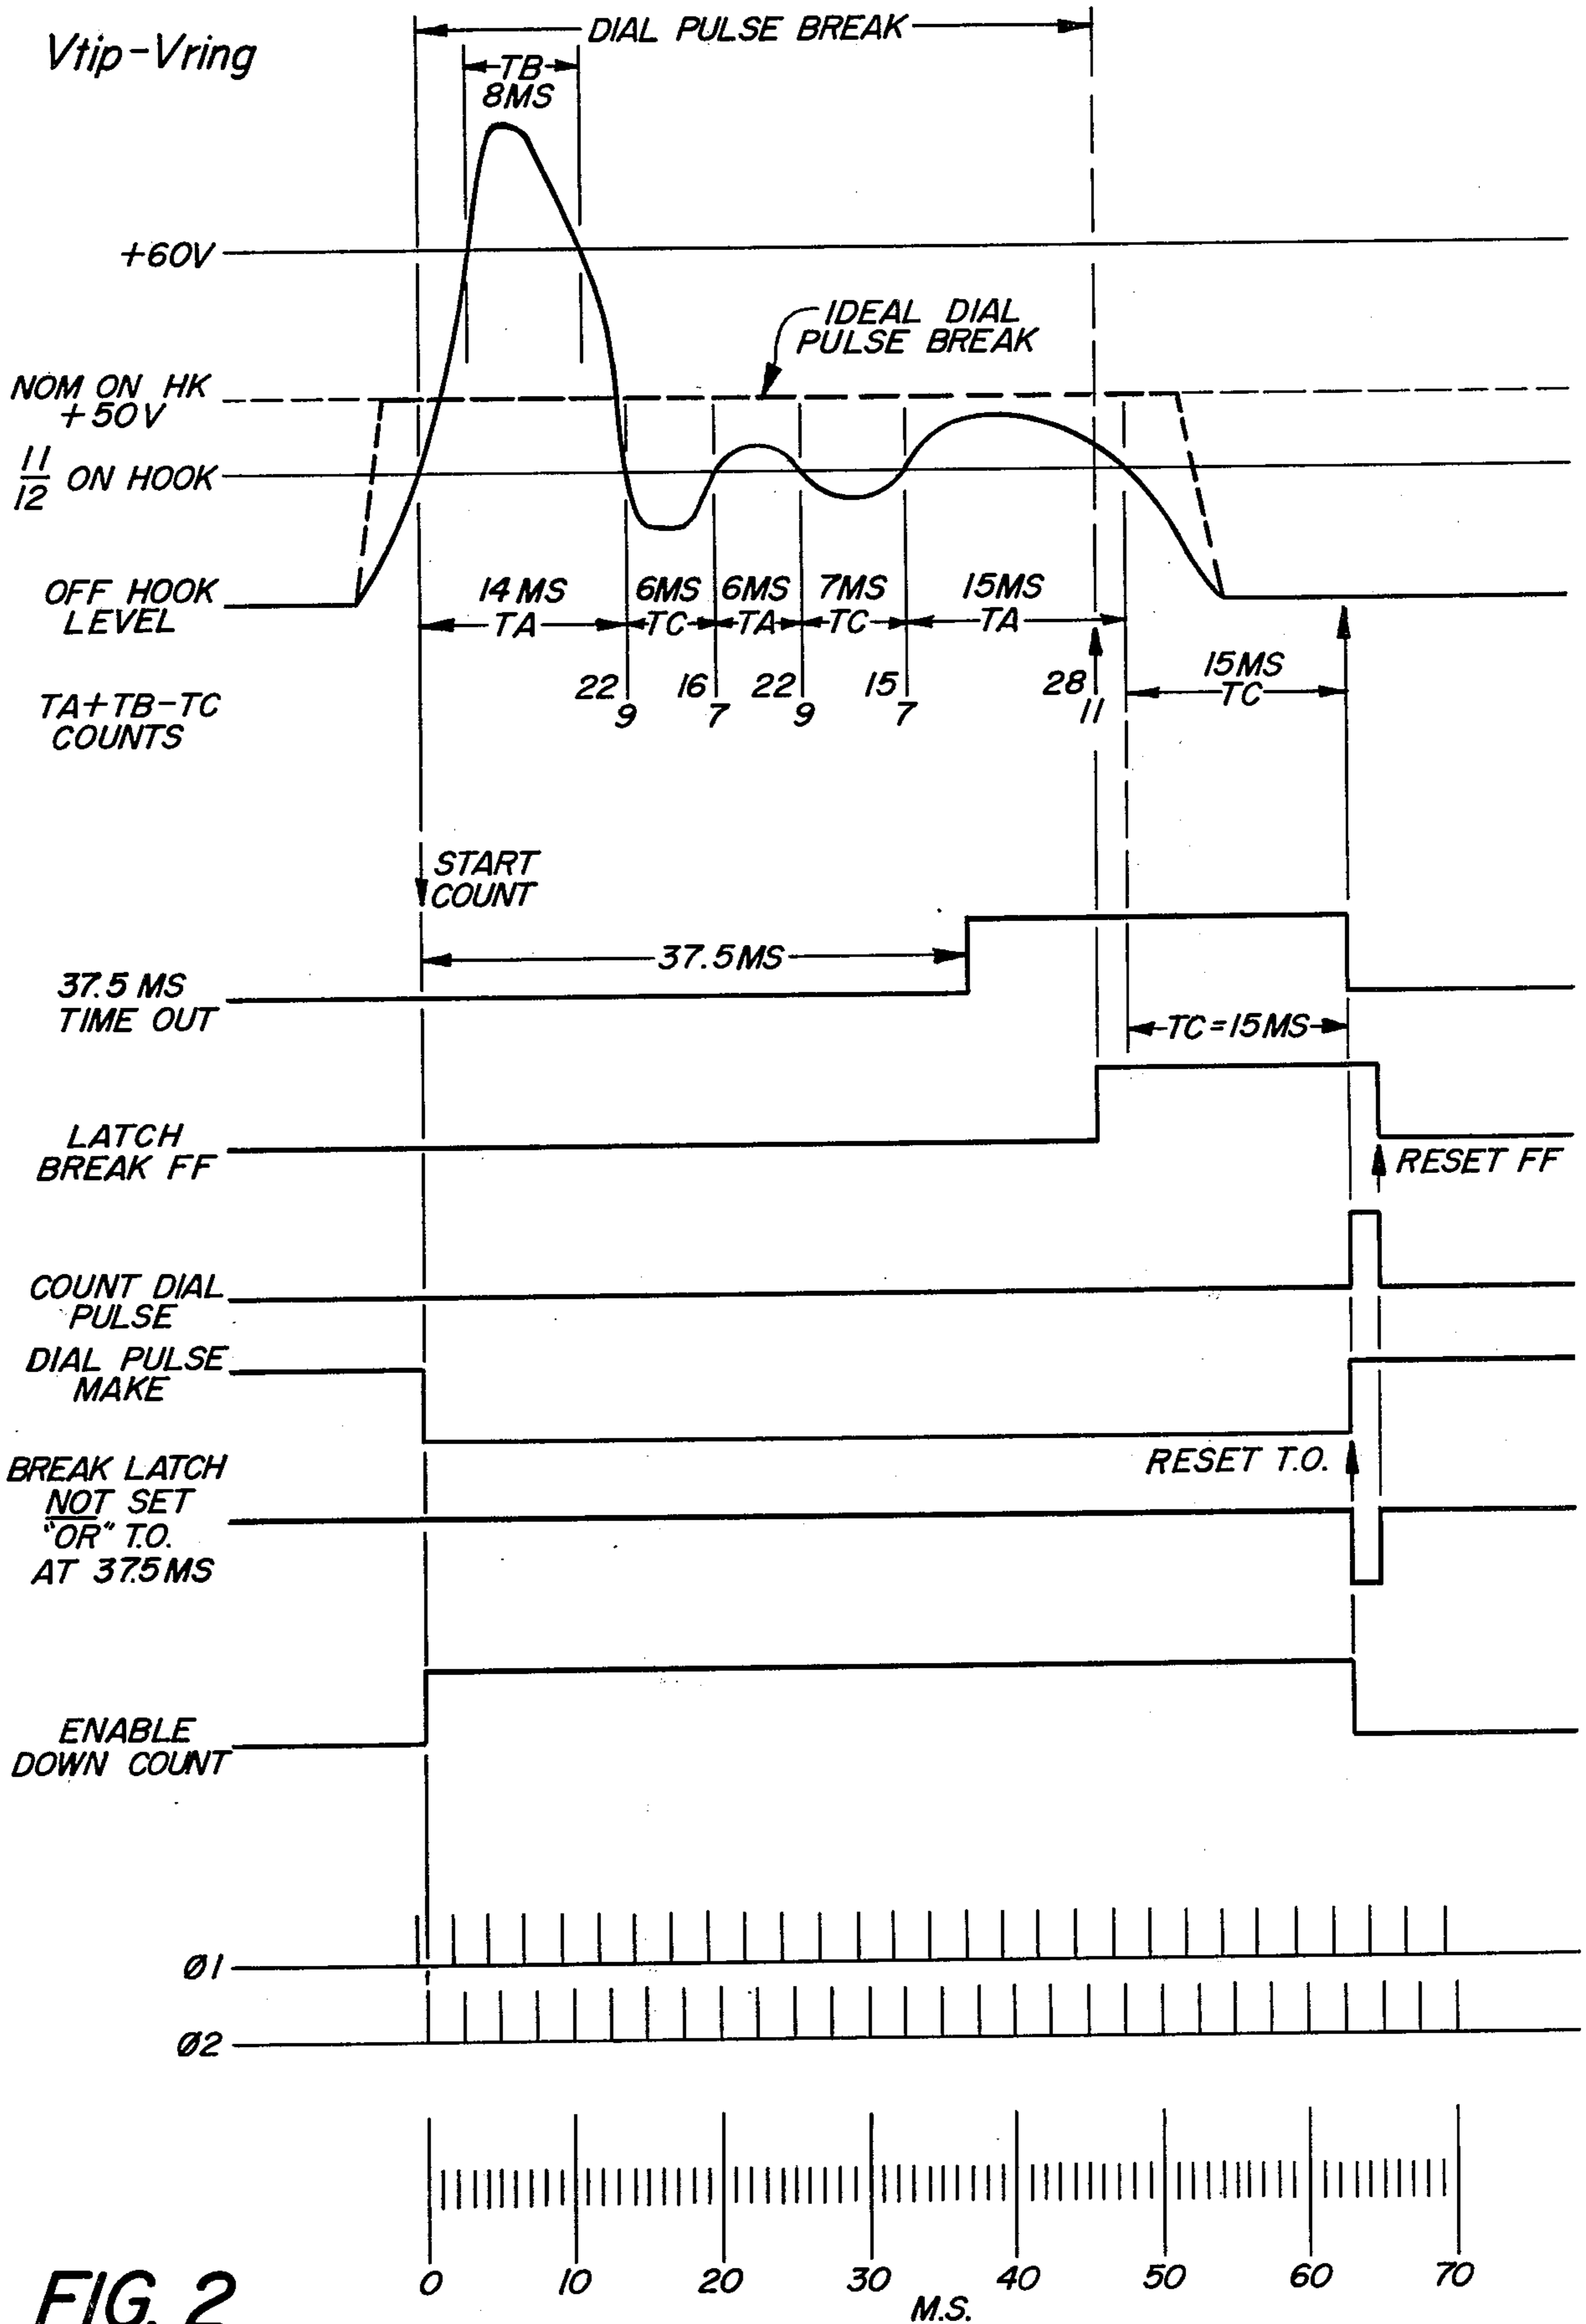 Vtip-Vring
DIAL PULSE BREAK
TB
8MS
+60V
IDEAL DIAL
PULSE BREAK
NOM ON HK
+50V
11/12 ON HOOK
OFF HOOK
LEVEL
14MS
TA
6MS
TC
6MS
TA
7MS
TC
15MS
TA
15MS
TC
TA+TB-TC
COUNTS
22
9
16
7
22
9
15
7
28
11
START
COUNT
37.5MS
37.5 MS
TIME OUT
TC=15MS
LATCH
BREAK FF
RESET FF
COUNT DIAL
PULSE
DIAL PULSE
MAKE
RESET T.O.
BREAK LATCH
NOT SET
"OR" T.O.
AT 37.5MS
ENABLE
DOWN COUNT
Ø1
Ø2
0 10 20 30 40 50 60 70
M.S.
FIG. 2